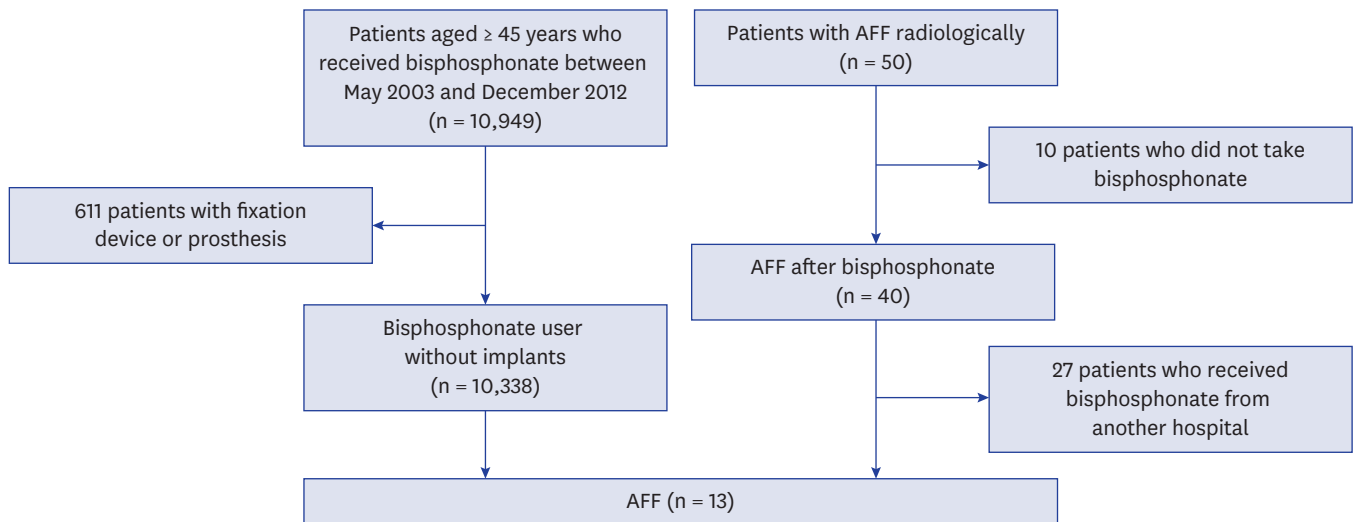 Patients aged ≥ 45 years who
received bisphosphonate between
May 2003 and December 2012
(n = 10,949)
611 patients with fixation
device or prosthesis
Bisphosphonate user
without implants
(n = 10,338)
Patients with AFF radiologically
(n = 50)
10 patients who did not take
bisphosphonate
AFF after bisphosphonate
(n = 40)
27 patients who received
bisphosphonate from
another hospital
AFF (n = 13)